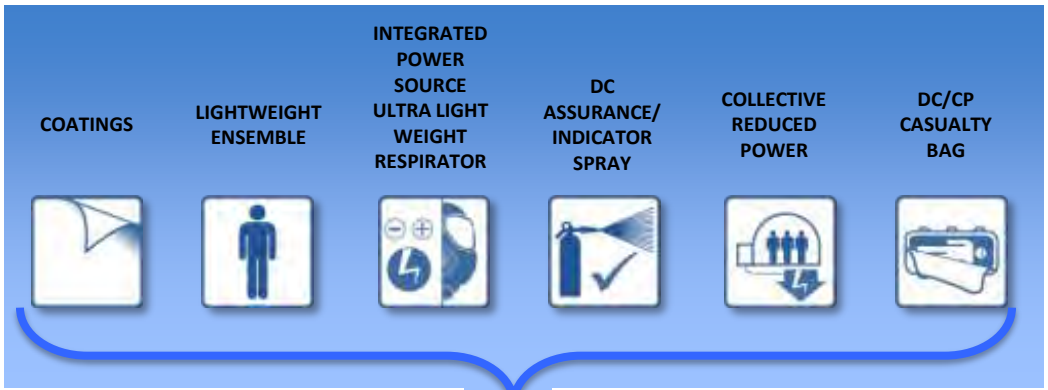 COATINGS
LIGHTWEIGHT
ENSEMBLE
INTEGRATED
POWER
SOURCE
ULTRA LIGHT
WEIGHT
RESPIRATOR
DC
ASSURANCE/
INDICATOR
SPRAY
COLLECTIVE
REDUCED
POWER
DC/CP
CASUALTY
BAG